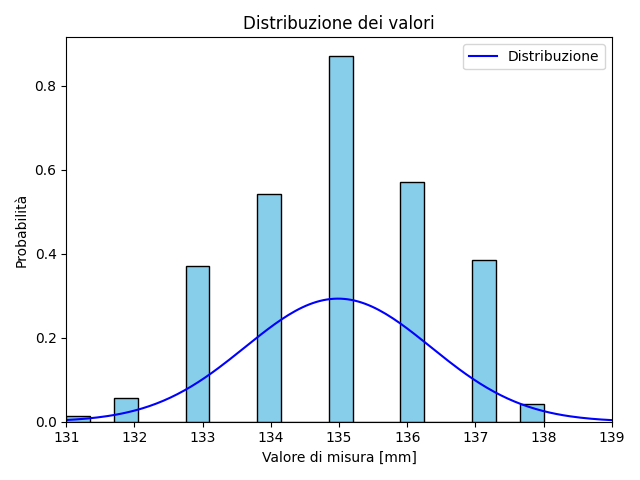 Distribuzione dei valori
Distribuzione
Probabilità
0.8
0.6
0.4
0.2
0.0
131 132 133 134 135 136 137 138 139
Valore di misura [mm]